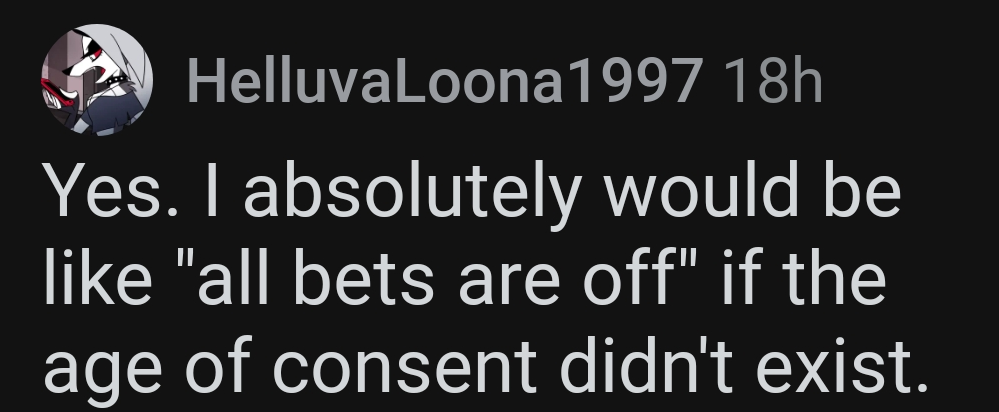 HelluvaLoona1997 18h
Yes. I absolutely would be
like "all bets are off" if the
age of consent didn't exist.